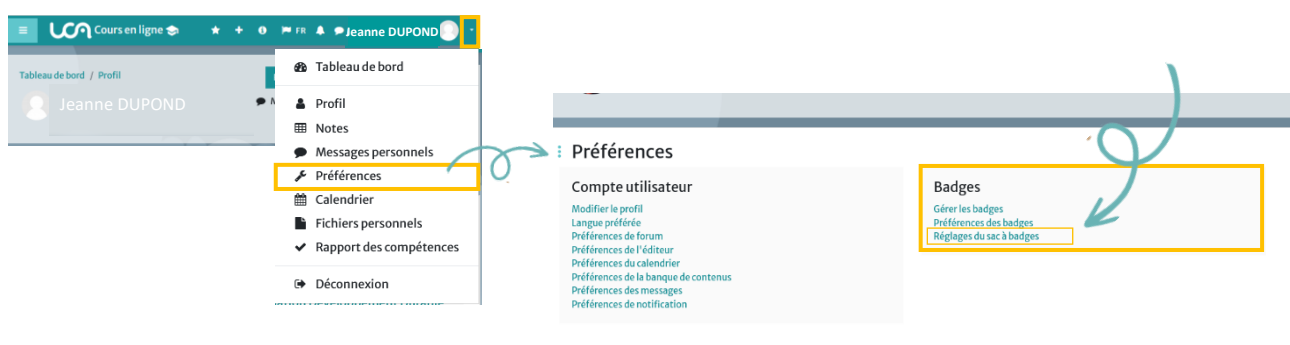 UCA Cours en ligne FR Jeanne DUPOND
Tableau de bord / Profil
Jeanne DUPOND
Tableau de bord
Profil
Notes
Messages personnels
Préférences
Calendrier
Fichiers personnels
Rapport des compétences
Déconnexion
Préférences
Compte utilisateur
Modifier le profil
Langue préférée
Préférences de forum
Préférences de l'éditeur
Préférences du calendrier
Préférences de la banque de contenus
Préférences des messages
Préférences de notification
Badges
Gérer les badges
Préférences des badges
Réglages du sac à badges